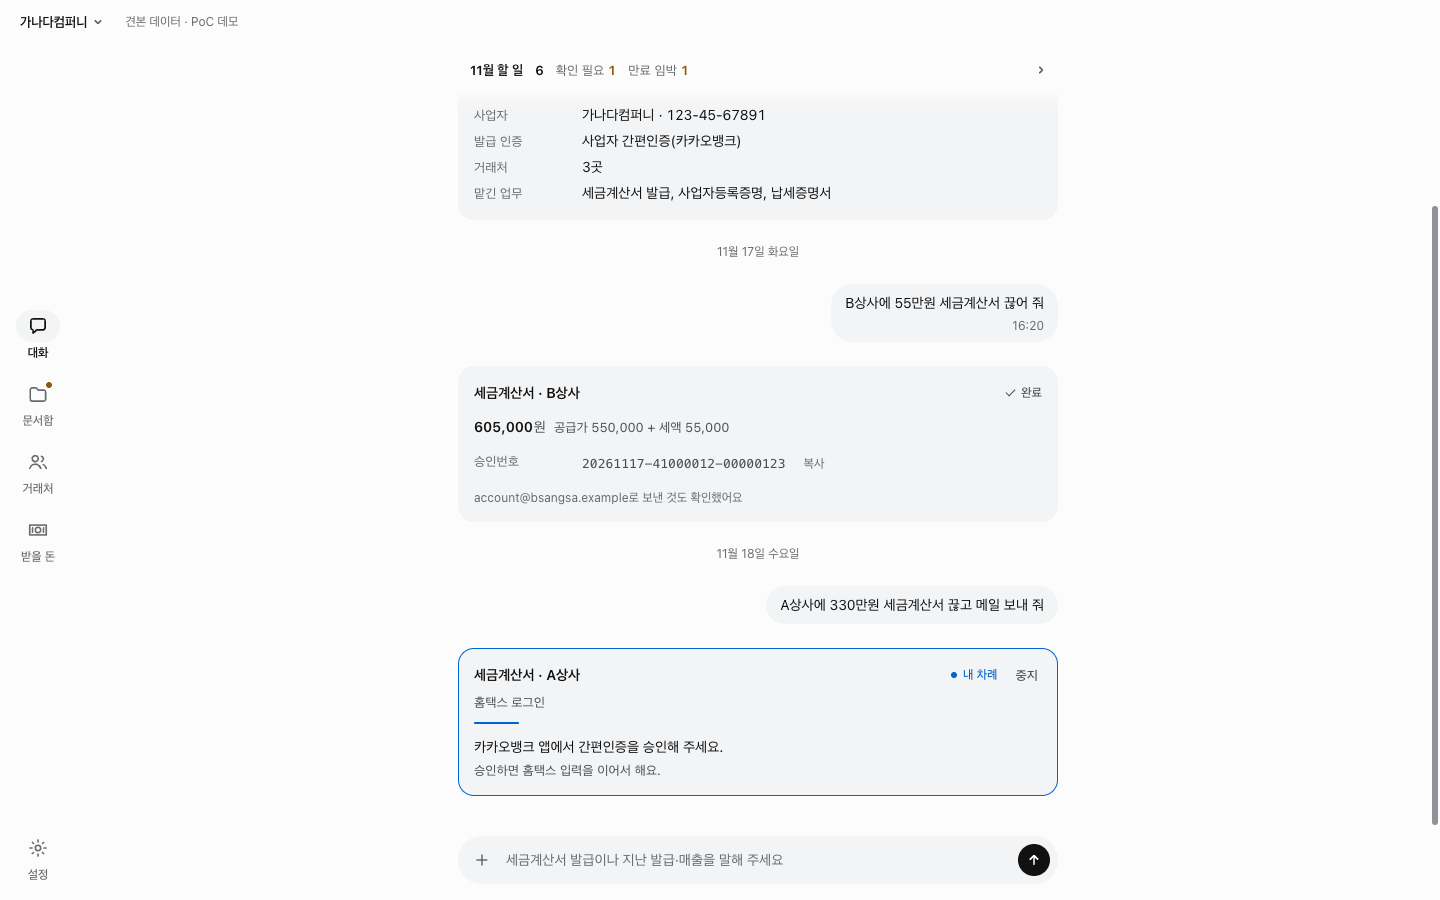 가나다컴퍼니
견본 데이터 · PoC 데모
11월 할 일 6 확인 필요 1 만료 임박 1
사업자 가나다컴퍼니 · 123-45-67891
발급 인증 사업자 간편인증(카카오뱅크)
거래처 3곳
맡긴 업무 세금계산서 발급, 사업자등록증명, 납세증명서
11월 17일 화요일
B상사에 55만원 세금계산서 끊어 줘
16:20
대화
세금계산서 · B상사 완료
605,000원 공급가 550,000 + 세액 55,000
문서함
승인번호 20261117-41000012-00000123 복사
거래처
account@bsangsa.example로 보낸 것도 확인했어요
받을 돈
11월 18일 수요일
A상사에 330만원 세금계산서 끊고 메일 보내 줘
세금계산서 · A상사 내 차례 중지
홈택스 로그인
카카오뱅크 앱에서 간편인증을 승인해 주세요.
승인하면 홈택스 입력을 이어서 해요.
세금계산서 발급이나 지난 발급·매출을 말해 주세요
설정